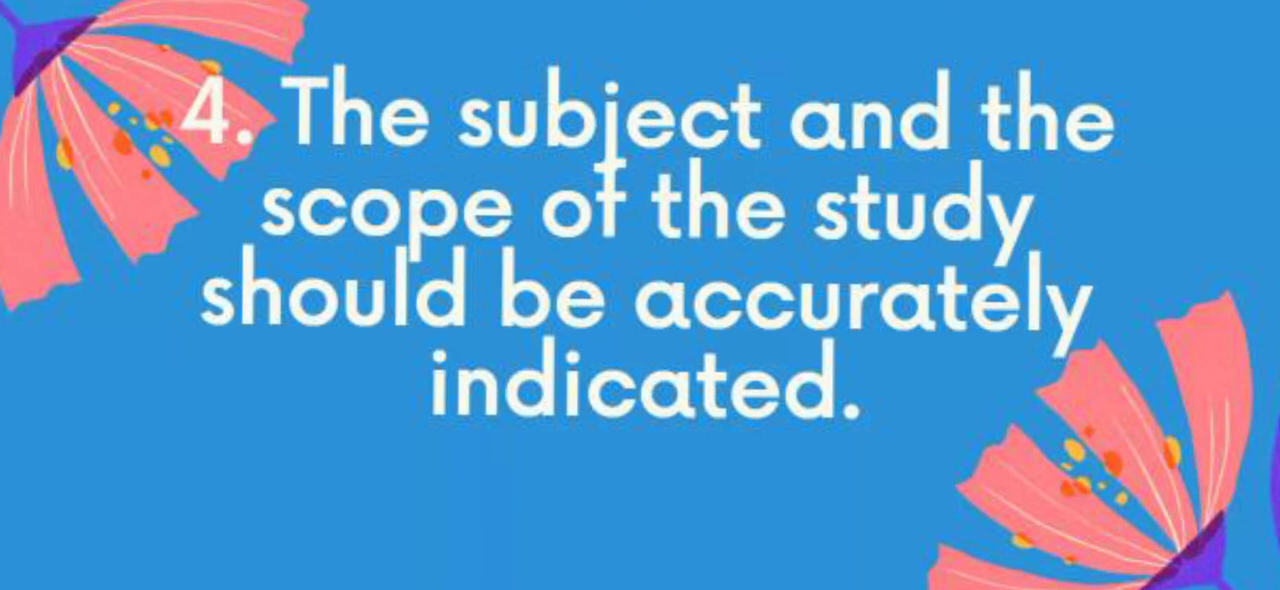 4. The subject and the
scope of the study
should be accurately
indicated.